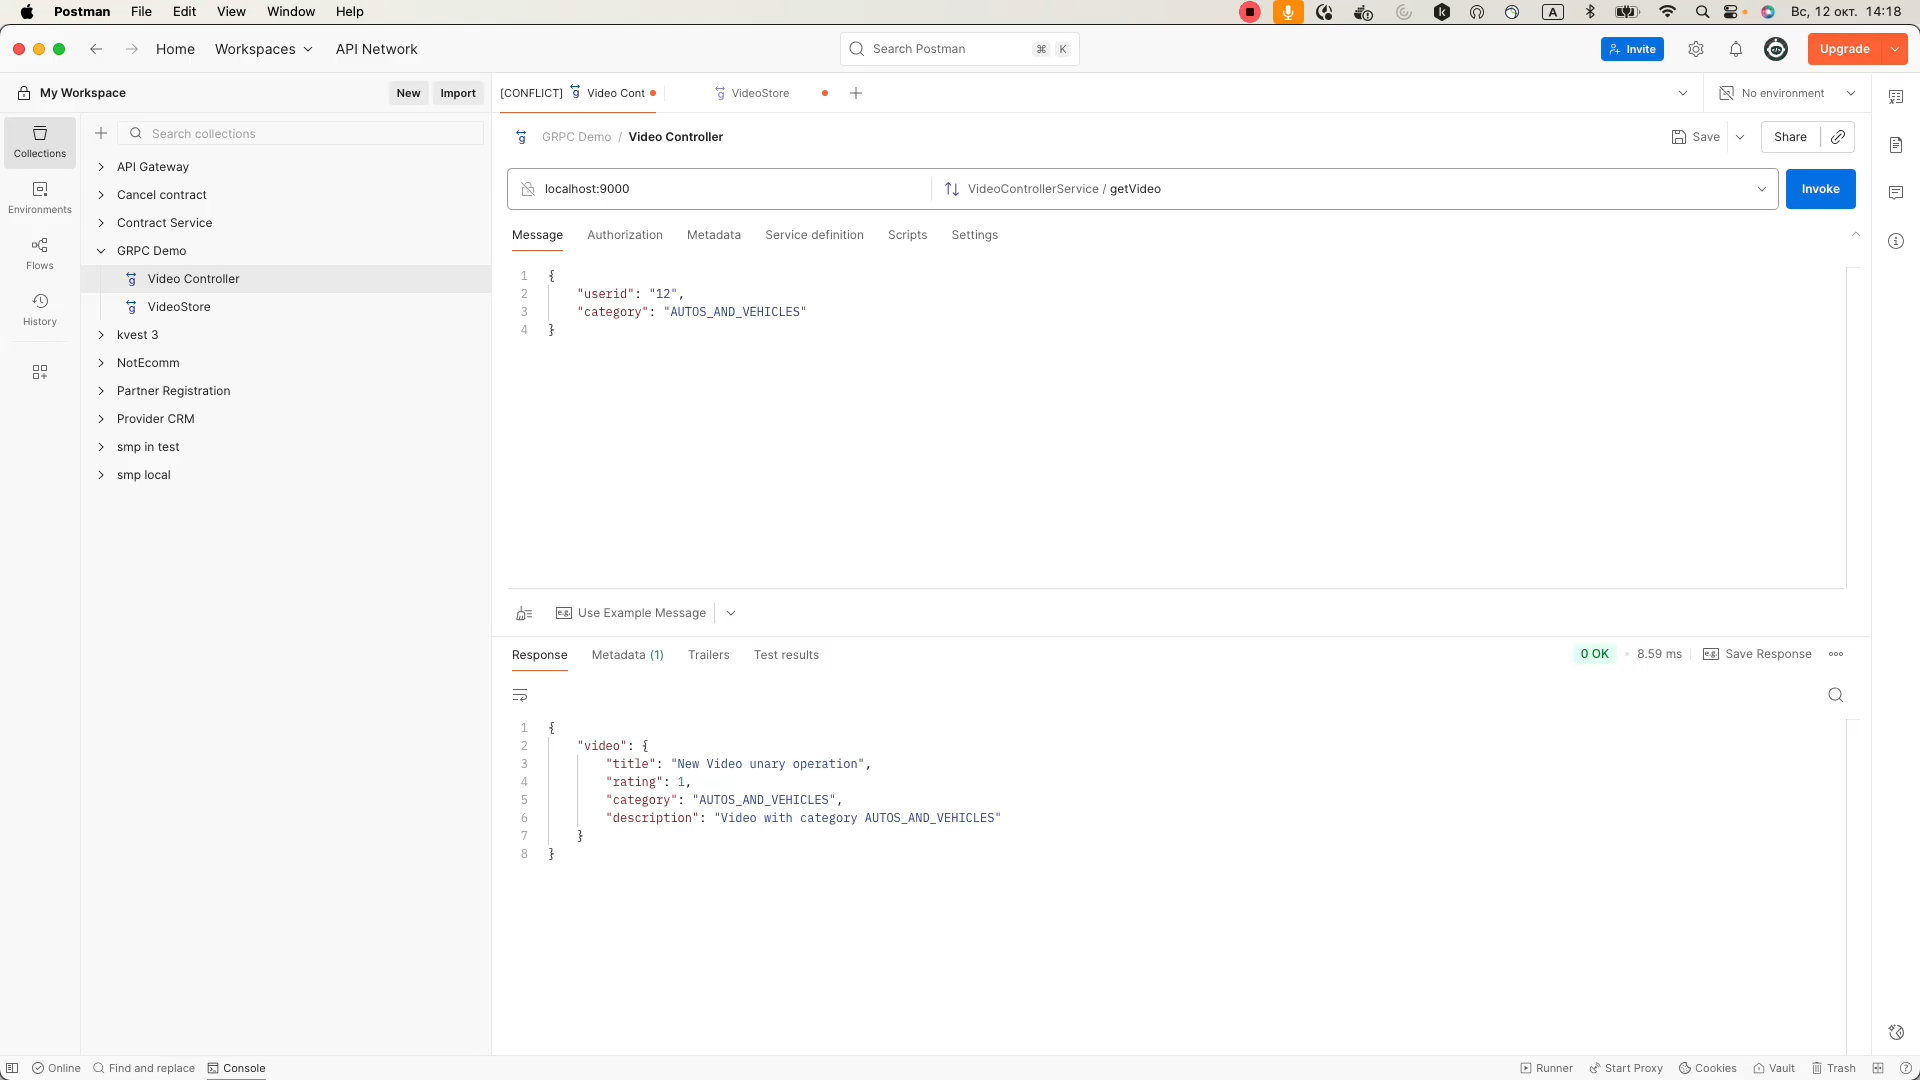 Postman File Edit View Window Help A Вс, 12 окт. 14:18
Home Workspaces API Network Search Postman ⌘ K Invite Upgrade
My Workspace New Import [CONFLICT] Video Cont VideoStore No environment
Collections
Environments
Flows
History
Search collections
API Gateway
Cancel contract
Contract Service
GRPC Demo
Video Controller
VideoStore
kvest 3
NotEcomm
Partner Registration
Provider CRM
smp in test
smp local
GRPC Demo / Video Controller Save Share
localhost:9000 VideoControllerService / getVideo Invoke
Message Authorization Metadata Service definition Scripts Settings
1 {
2 "userid": "12",
3 "category": "AUTOS_AND_VEHICLES"
4 }
Use Example Message
Response Metadata (1) Trailers Test results 0 OK 8.59 ms Save Response
1 {
2 "video": {
3 "title": "New Video unary operation",
4 "rating": 1,
5 "category": "AUTOS_AND_VEHICLES",
6 "description": "Video with category AUTOS_AND_VEHICLES"
7 }
8 }
Online Find and replace Console Runner Start Proxy Cookies Vault Trash